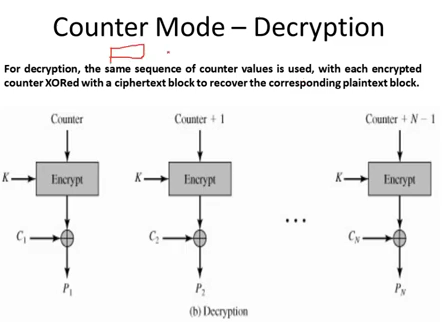 Counter Mode – Decryption
For decryption, the same sequence of counter values is used, with each encrypted
counter XORed with a ciphertext block to recover the corresponding plaintext block.
Counter Counter + 1 Counter + N – 1
K Encrypt K Encrypt K Encrypt
...
C₁ C₂ C_N
P₁ P₂ P_N
(b) Decryption